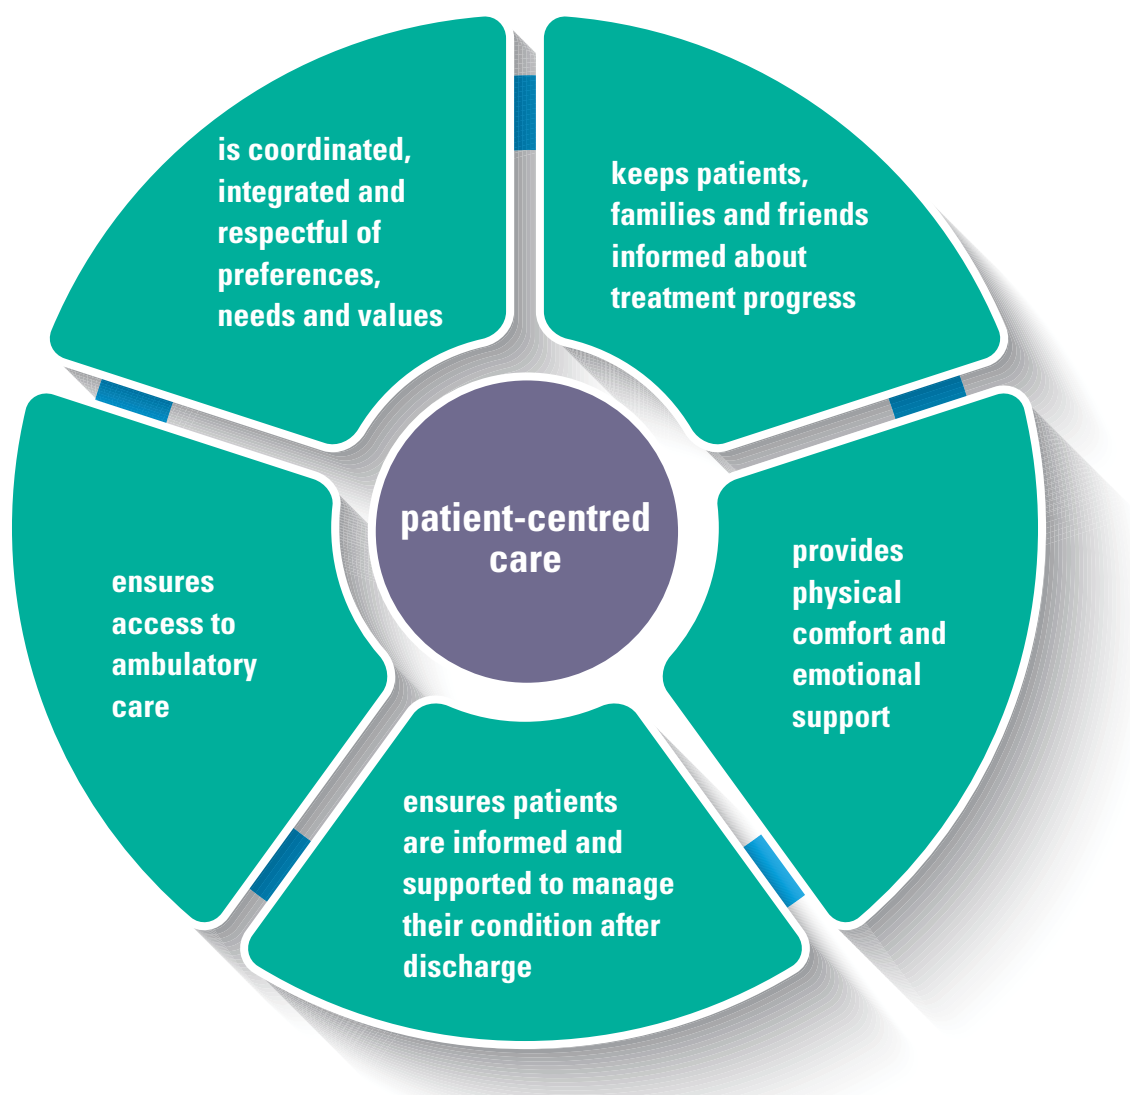 is coordinated,
integrated and
respectful of
preferences,
needs and values
keeps patients,
families and friends
informed about
treatment progress
patient-centred
care
provides
physical
comfort and
emotional
support
ensures
access to
ambulatory
care
ensures patients
are informed and
supported to manage
their condition after
discharge